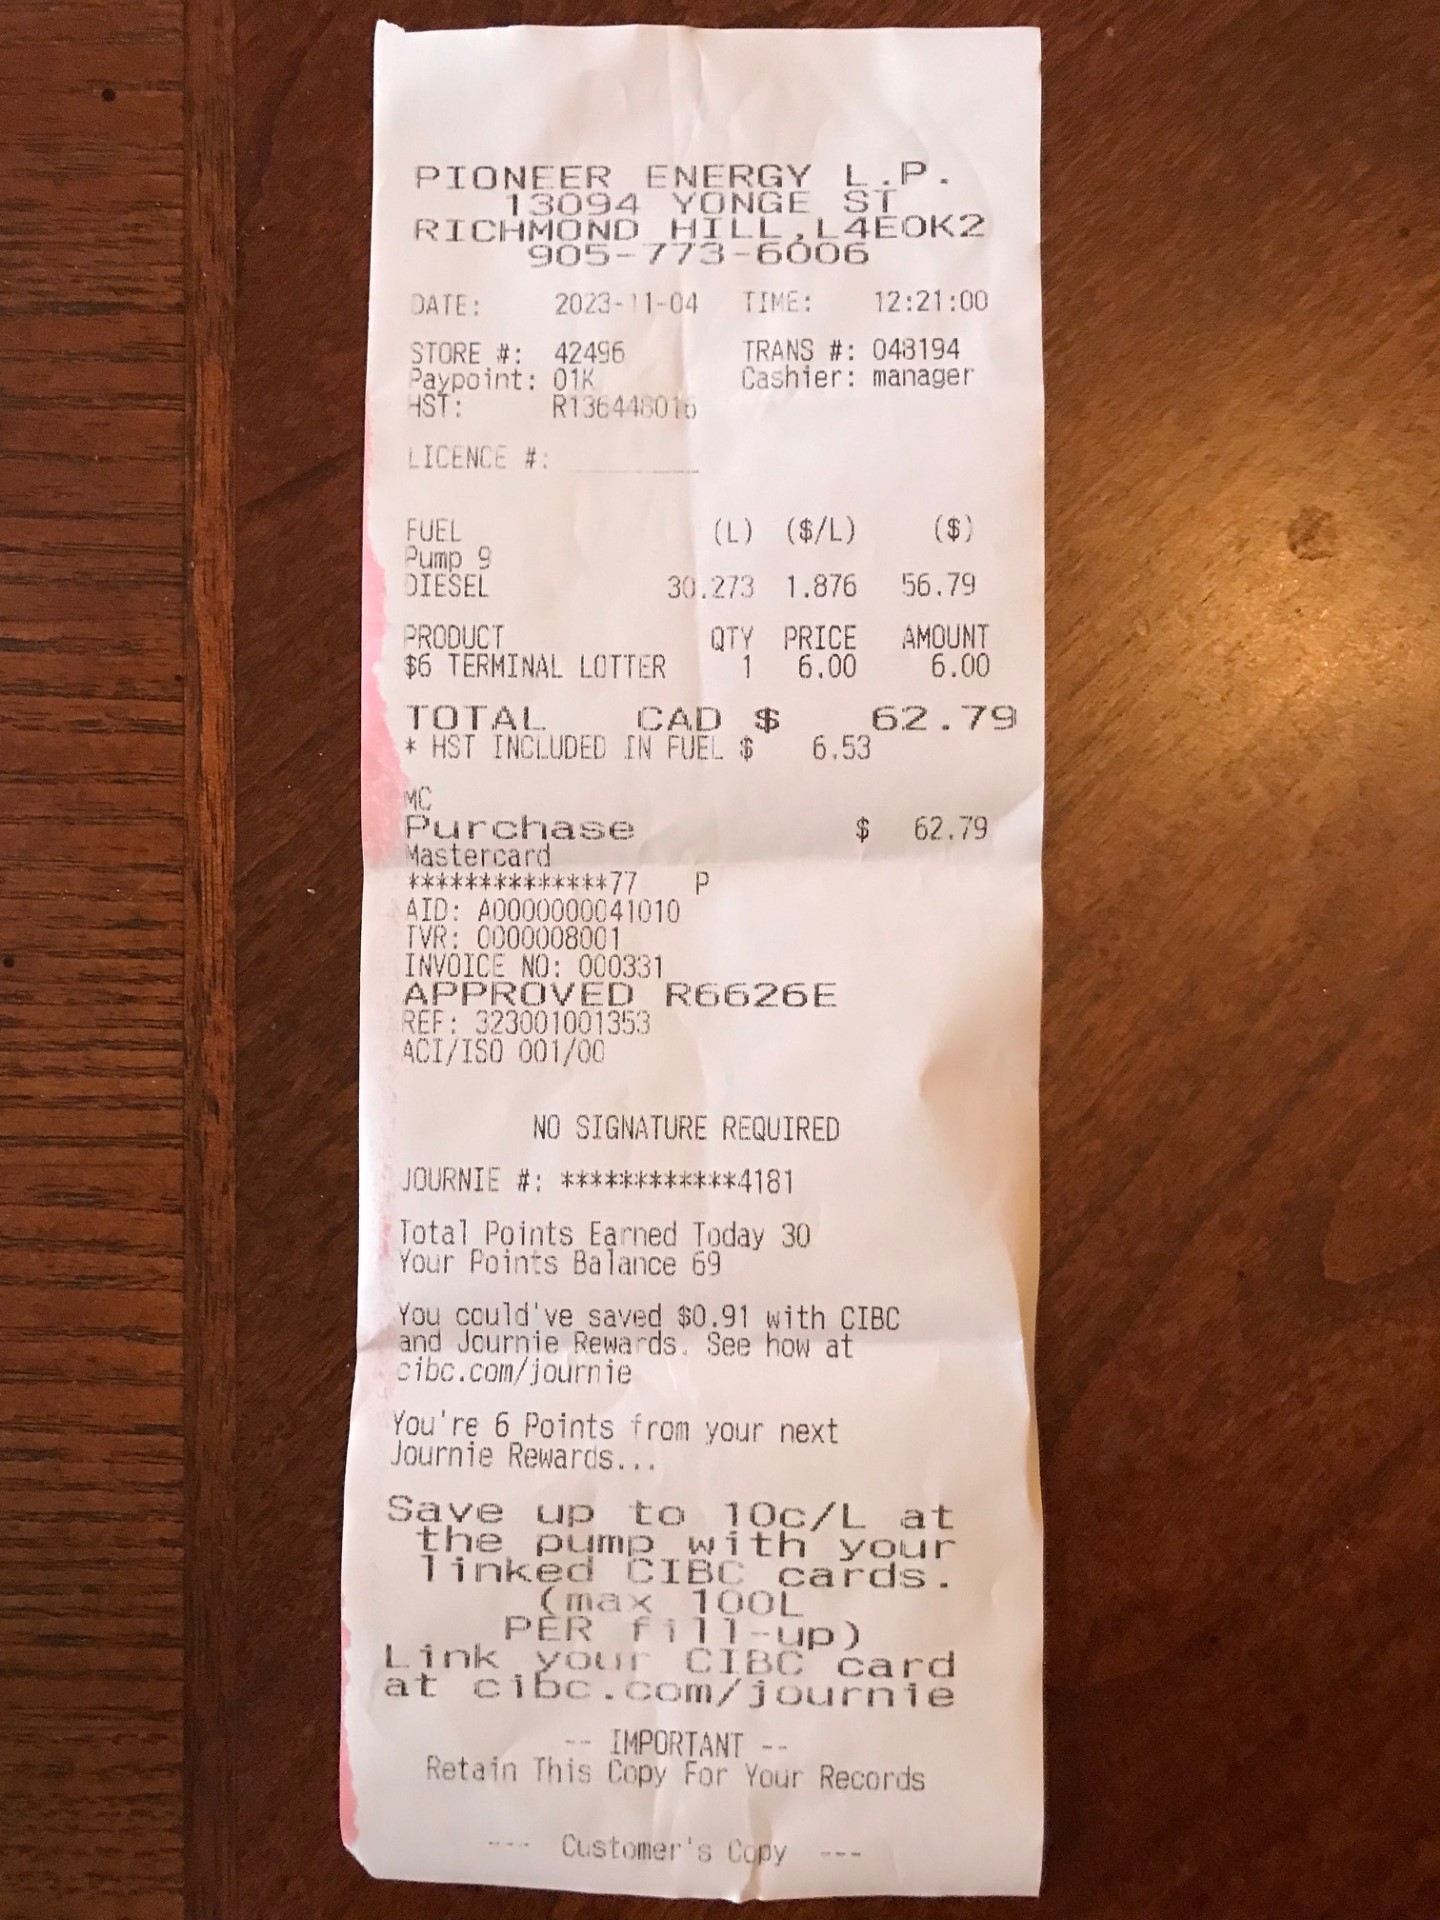 PIONEER ENERGY L.P.
13094 YONGE ST
RICHMOND HILL,L4E0K2
905-773-6006
DATE: 2023-11-04 TIME: 12:21:00
STORE #: 42496 TRANS #: 048194
Paypoint: 01K Cashier: manager
HST: R136448016
LICENCE #: ________
FUEL (L) ($/L) ($)
Pump 9
DIESEL 30.273 1.876 56.79
PRODUCT QTY PRICE AMOUNT
$6 TERMINAL LOTTER 1 6.00 6.00
TOTAL CAD $ 62.79
* HST INCLUDED IN FUEL $ 6.53
MC
Purchase $ 62.79
Mastercard
**************77 P
AID: A0000000041010
TVR: 0000008001
INVOICE NO: 000331
APPROVED R6626E
REF: 323001001353
ACI/ISO 001/00
NO SIGNATURE REQUIRED
JOURNIE #: ************4181
Total Points Earned Today 30
Your Points Balance 69
You could've saved $0.91 with CIBC
and Journie Rewards. See how at
cibc.com/journie
You're 6 Points from your next
Journie Rewards...
Save up to 10c/L at
the pump with your
linked CIBC cards.
(max 100L
PER fill-up)
Link your CIBC card
at cibc.com/journie
-- IMPORTANT --
Retain This Copy For Your Records
--- Customer's Copy ---